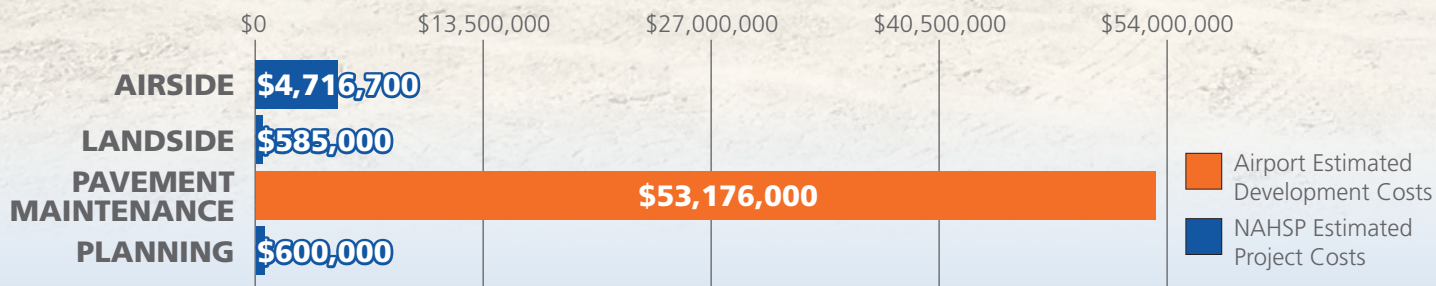 $0 $13,500,000 $27,000,000 $40,500,000 $54,000,000
AIRSIDE $4,716,700
LANDSIDE $585,000
PAVEMENT
MAINTENANCE $53,176,000
PLANNING $600,000
Airport Estimated
Development Costs
NAHSP Estimated
Project Costs